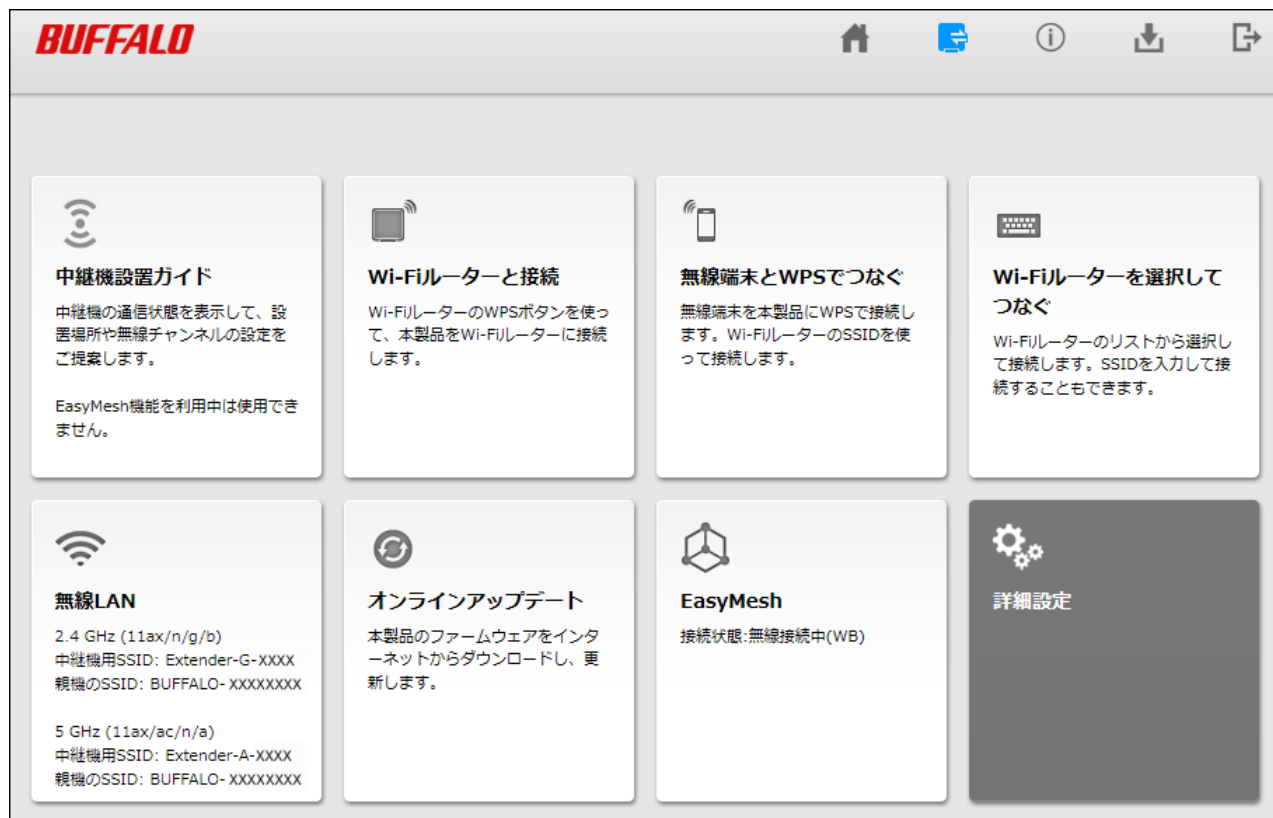 BUFFALO
中継機設置ガイド
中継機の通信状態を表示して、設
置場所や無線チャンネルの設定を
ご提案します。
EasyMesh機能を利用中は使用でき
ません。
Wi-Fiルーターと接続
Wi-FiルーターのWPSボタンを使っ
て、本製品をWi-Fiルーターに接続
します。
無線端末とWPSでつなぐ
無線端末を本製品にWPSで接続し
ます。Wi-FiルーターのSSIDを使
って接続します。
Wi-Fiルーターを選択して
つなぐ
Wi-Fiルーターのリストから選択し
て接続します。SSIDを入力して接
続することもできます。
無線LAN
2.4 GHz (11ax/n/g/b)
中継機用SSID: Extender-G-XXXX
親機のSSID: BUFFALO- XXXXXXXX
5 GHz (11ax/ac/n/a)
中継機用SSID: Extender-A-XXXX
親機のSSID: BUFFALO- XXXXXXXX
オンラインアップデート
本製品のファームウェアをインタ
ーネットからダウンロードし、更
新します。
EasyMesh
接続状態:無線接続中(WB)
詳細設定